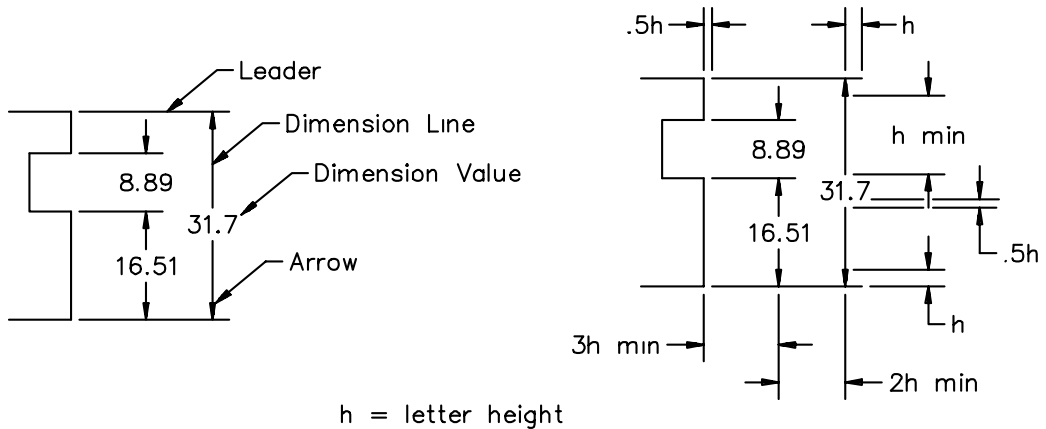 Leader
Dimension Line
8.89
Dimension Value
31.7
16.51
Arrow
.5h
h
h min
8.89
31.7
16.51
.5h
h
3h min
2h min
h = letter height